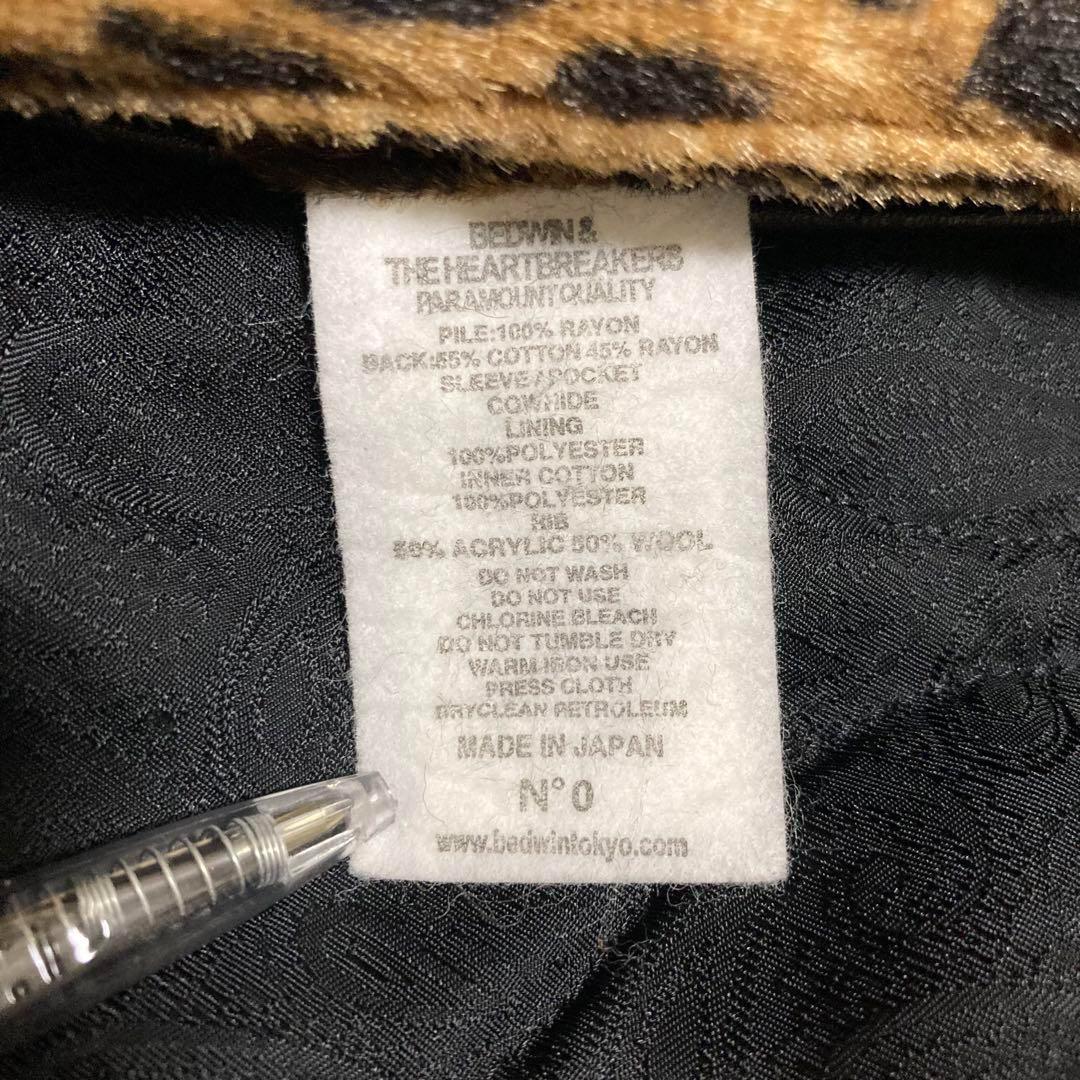 BEDWIN &
THE HEARTBREAKERS
PARAMOUNT QUALITY
PILE:100% RAYON
BACK:55% COTTON 45% RAYON
SLEEVE / POCKET
COWHIDE
LINING
100%POLYESTER
INNER COTTON
100%POLYESTER
RIB
50% ACRYLIC 50% WOOL
DO NOT WASH
DO NOT USE
CHLORINE BLEACH
DO NOT TUMBLE DRY
WARM IRON USE
PRESS CLOTH
DRYCLEAN PETROLEUM
MADE IN JAPAN
N° 0
www.bedwintokyo.com